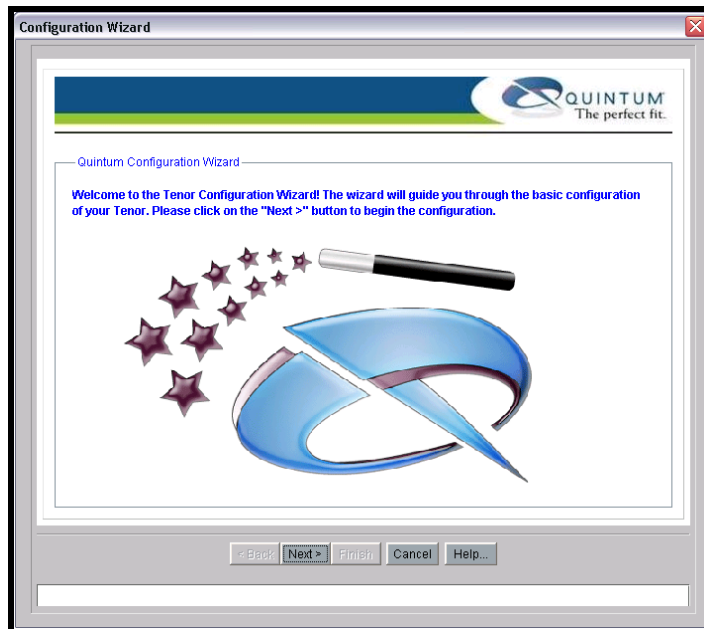 Configuration Wizard
QUINTUM
The perfect fit.
Quintum Configuration Wizard
Welcome to the Tenor Configuration Wizard! The wizard will guide you through the basic configuration
of your Tenor. Please click on the "Next >" button to begin the configuration.
< Back Next > Finish Cancel Help...